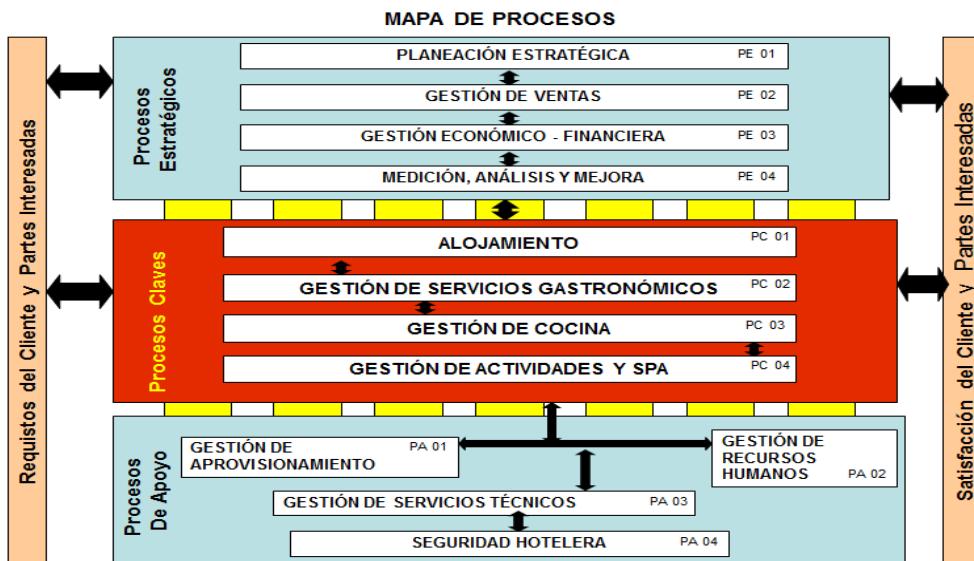 MAPA DE PROCESOS
Requistos del Cliente y Partes Interesadas
Procesos
Estratégicos
PLANEACIÓN ESTRATÉGICA PE 01
GESTIÓN DE VENTAS PE 02
GESTIÓN ECONÓMICO - FINANCIERA PE 03
MEDICIÓN, ANÁLISIS Y MEJORA PE 04
Procesos Claves
ALOJAMIENTO PC 01
GESTIÓN DE SERVICIOS GASTRONÓMICOS PC 02
GESTIÓN DE COCINA PC 03
GESTIÓN DE ACTIVIDADES Y SPA PC 04
Procesos
De Apoyo
GESTIÓN DE PA 01
APROVISIONAMIENTO
GESTIÓN DE
RECURSOS
HUMANOS PA 02
GESTIÓN DE SERVICIOS TÉCNICOS PA 03
SEGURIDAD HOTELERA PA 04
Satisfacción del Cliente y Partes Interesadas